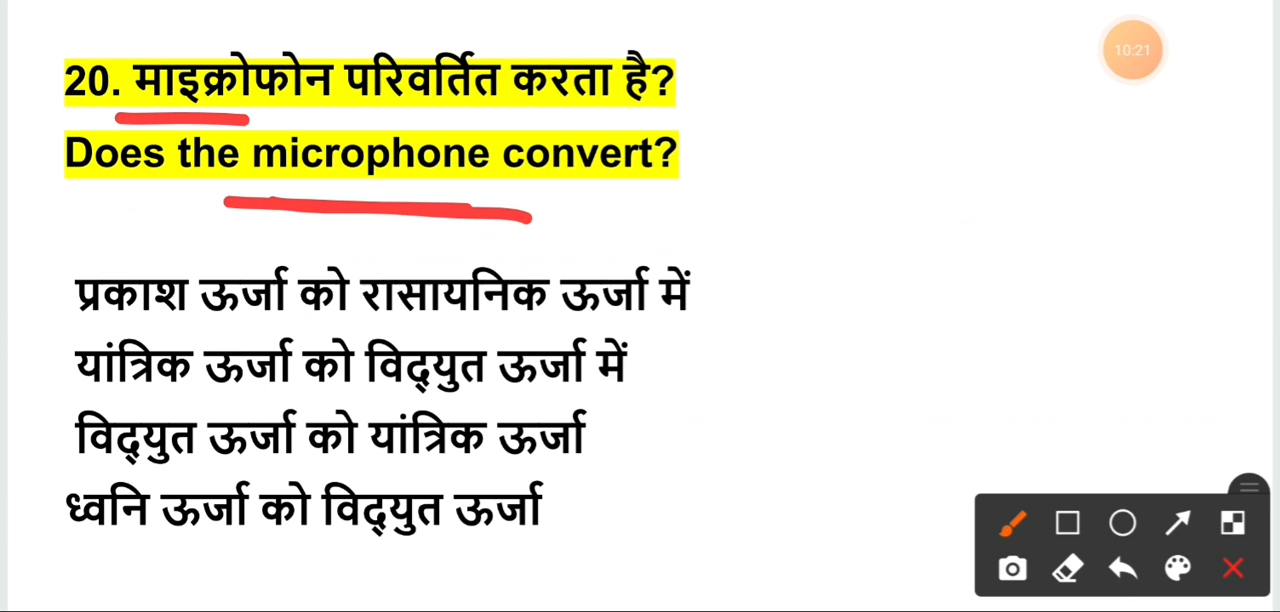 10:21
20. माइक्रोफोन परिवर्तित करता है?
Does the microphone convert?
प्रकाश ऊर्जा को रासायनिक ऊर्जा में
यांत्रिक ऊर्जा को विद्युत ऊर्जा में
विद्युत ऊर्जा को यांत्रिक ऊर्जा
ध्वनि ऊर्जा को विद्युत ऊर्जा